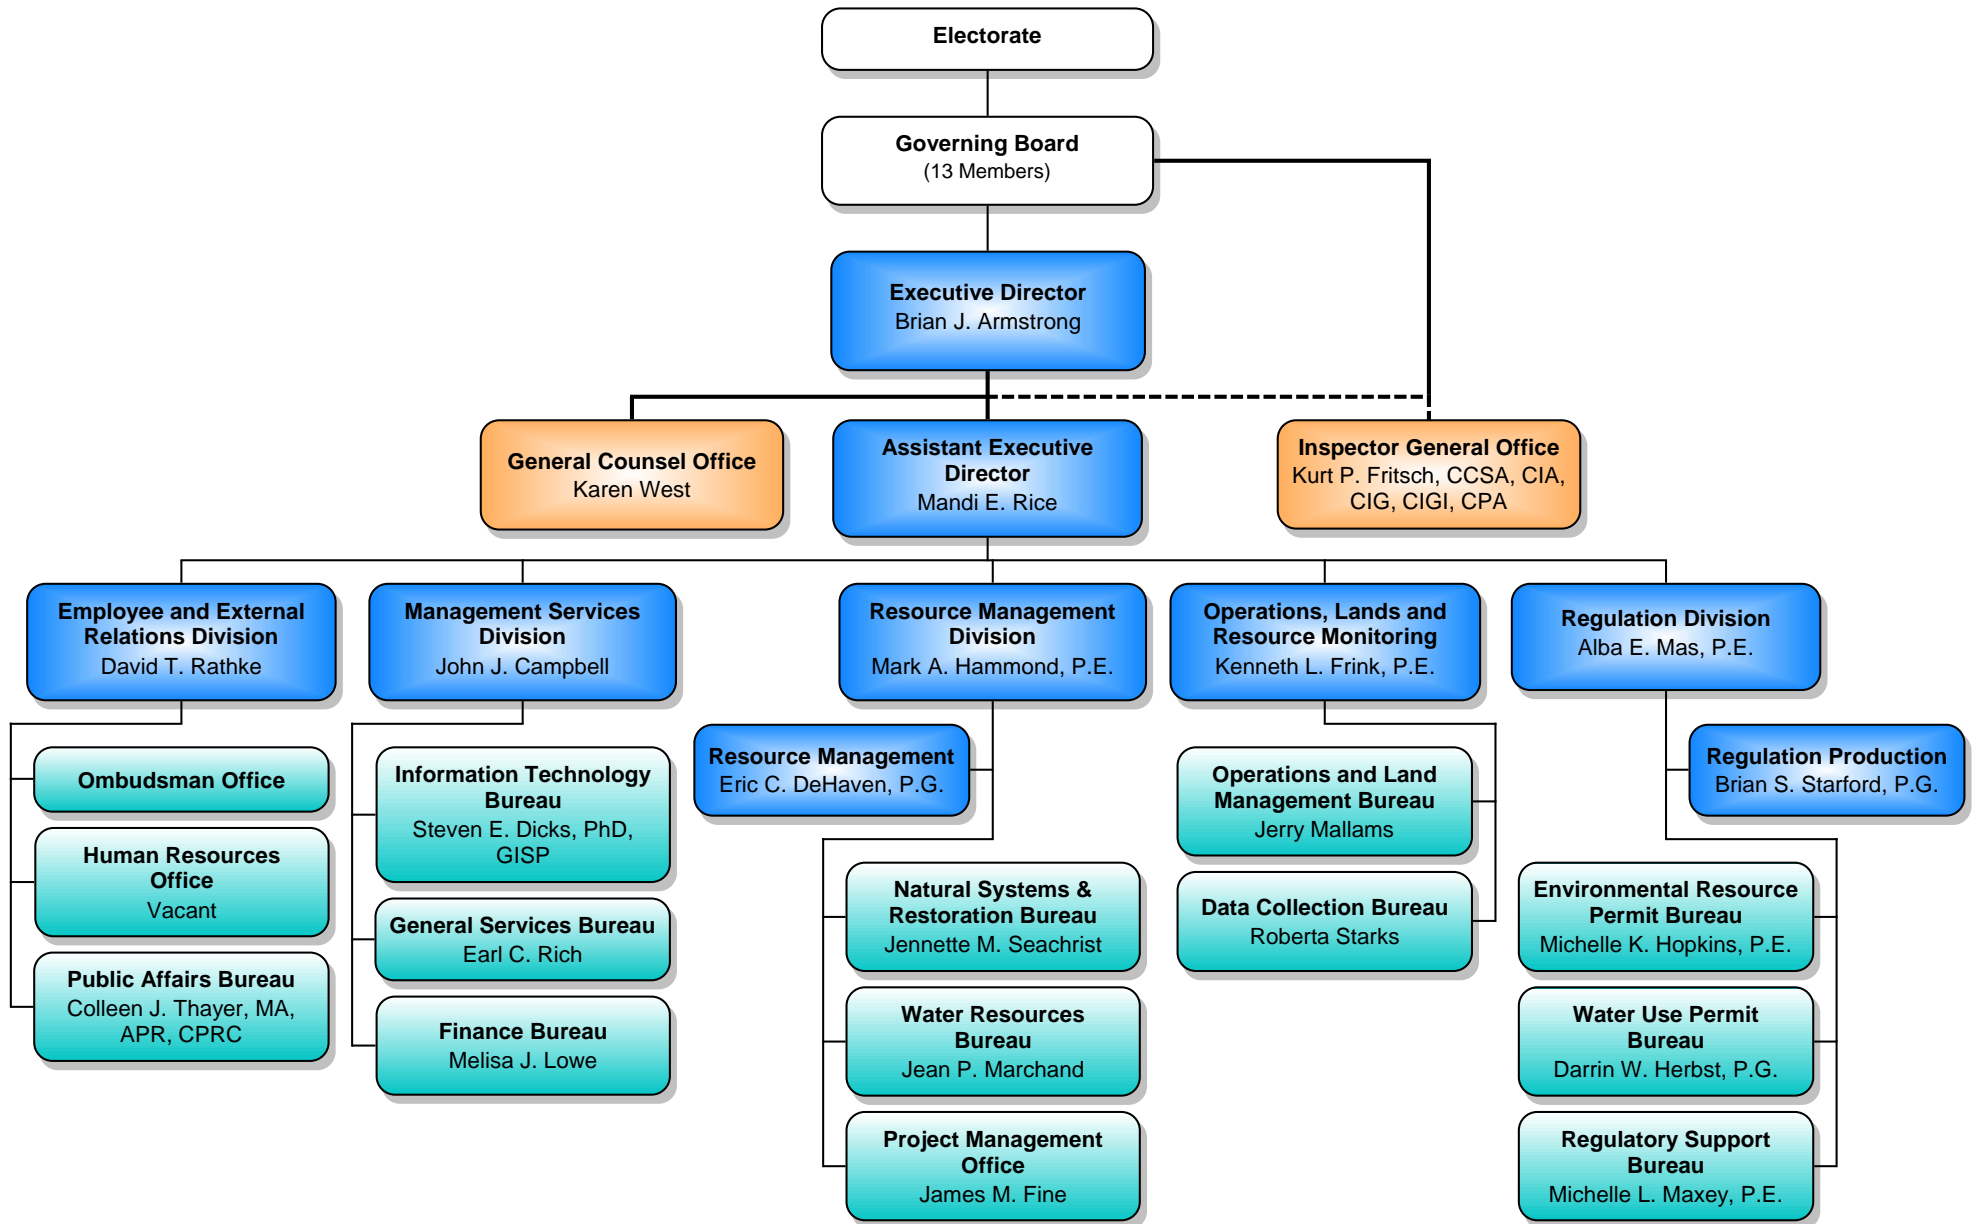 Electorate
Governing Board
(13 Members)
Executive Director
Brian J. Armstrong
General Counsel Office
Karen West
Assistant Executive
Director
Mandi E. Rice
Inspector General Office
Kurt P. Fritsch, CCSA, CIA,
CIG, CIGI, CPA
Employee and External
Relations Division
David T. Rathke
Management Services
Division
John J. Campbell
Resource Management
Division
Mark A. Hammond, P.E.
Operations, Lands and
Resource Monitoring
Kenneth L. Frink, P.E.
Regulation Division
Alba E. Mas, P.E.
Ombudsman Office
Human Resources
Office
Vacant
Public Affairs Bureau
Colleen J. Thayer, MA,
APR, CPRC
Information Technology
Bureau
Steven E. Dicks, PhD,
GISP
General Services Bureau
Earl C. Rich
Finance Bureau
Melisa J. Lowe
Resource Management
Eric C. DeHaven, P.G.
Natural Systems &
Restoration Bureau
Jennette M. Seachrist
Water Resources
Bureau
Jean P. Marchand
Project Management
Office
James M. Fine
Operations and Land
Management Bureau
Jerry Mallams
Data Collection Bureau
Roberta Starks
Regulation Production
Brian S. Starford, P.G.
Environmental Resource
Permit Bureau
Michelle K. Hopkins, P.E.
Water Use Permit
Bureau
Darrin W. Herbst, P.G.
Regulatory Support
Bureau
Michelle L. Maxey, P.E.